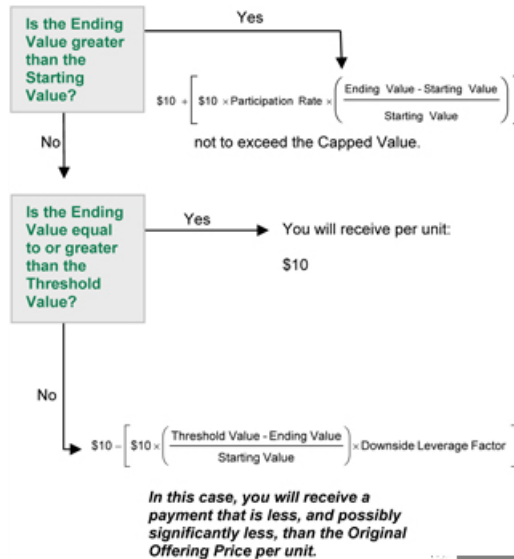 Is the Ending
Value greater
than the
Starting
Value?
Yes
$10 + [ $10 × Participation Rate × ( Ending Value - Starting Value / Starting Value ) ]
not to exceed the Capped Value.
No
Is the Ending
Value equal
to or greater
than the
Threshold
Value?
Yes
You will receive per unit:
$10
No
$10 − [ $10 × ( Threshold Value - Ending Value / Starting Value ) × Downside Leverage Factor ]
In this case, you will receive a
payment that is less, and possibly
significantly less, than the Original
Offering Price per unit.